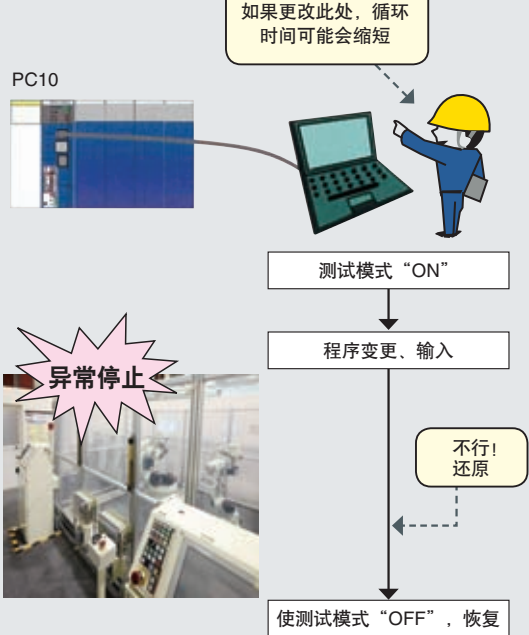 如果更改此处，循环
时间可能会缩短
PC10
测试模式“ON”
程序变更、输入
异常停止
不行！
还原
使测试模式“OFF”，恢复